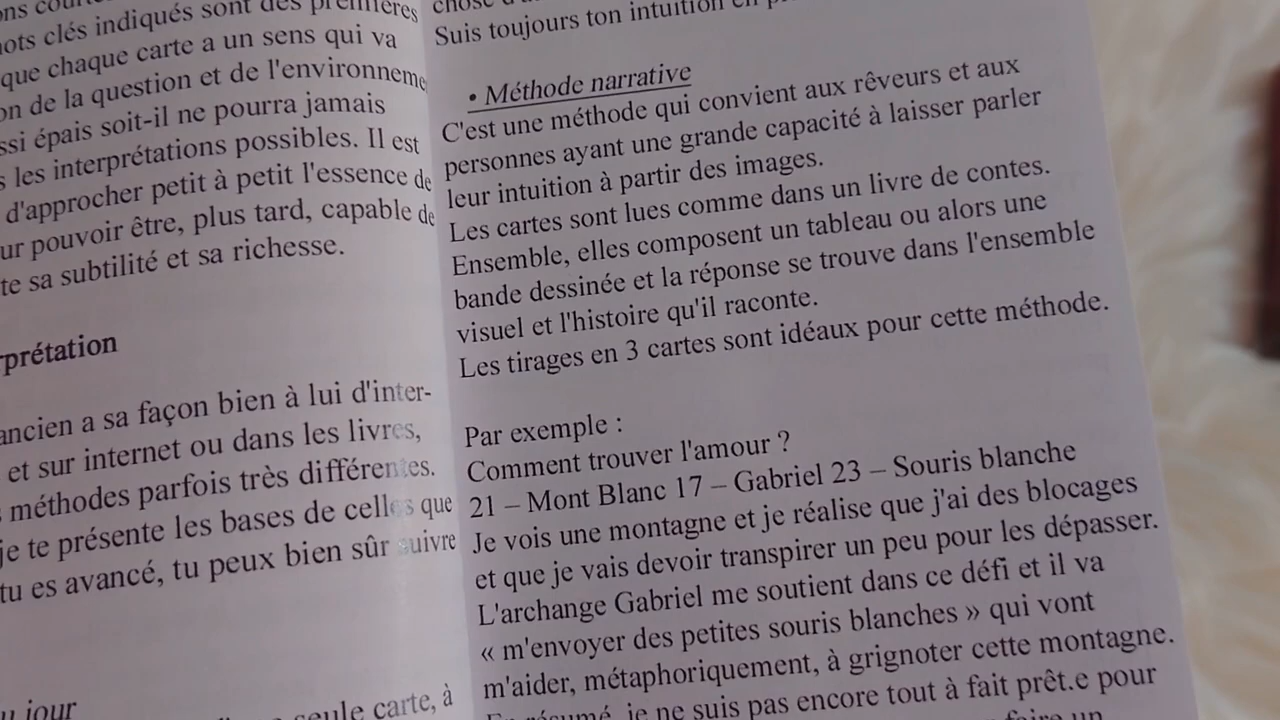 mots clés indiqués sont des premières
que chaque carte a un sens qui va
de la question et de l'environneme
épais soit-il ne pourra jamais
les interprétations possibles. Il est
d'approcher petit à petit l'essence de
pouvoir être, plus tard, capable de
sa subtilité et sa richesse.
prétation
ancien a sa façon bien à lui d'inter-
et sur internet ou dans les livres,
méthodes parfois très différentes.
je te présente les bases de celles que
tu es avancé, tu peux bien sûr suivre
jour
seule carte, à
Suis toujours ton intuition en
• Méthode narrative
C'est une méthode qui convient aux rêveurs et aux
personnes ayant une grande capacité à laisser parler
leur intuition à partir des images.
Les cartes sont lues comme dans un livre de contes.
Ensemble, elles composent un tableau ou alors une
bande dessinée et la réponse se trouve dans l'ensemble
visuel et l'histoire qu'il raconte.
Les tirages en 3 cartes sont idéaux pour cette méthode.
Par exemple :
Comment trouver l'amour ?
21 – Mont Blanc 17 – Gabriel 23 – Souris blanche
Je vois une montagne et je réalise que j'ai des blocages
et que je vais devoir transpirer un peu pour les dépasser.
L'archange Gabriel me soutient dans ce défi et il va
« m'envoyer des petites souris blanches » qui vont
m'aider, métaphoriquement, à grignoter cette montagne.
En résumé, je ne suis pas encore tout à fait prêt.e pour
faire un